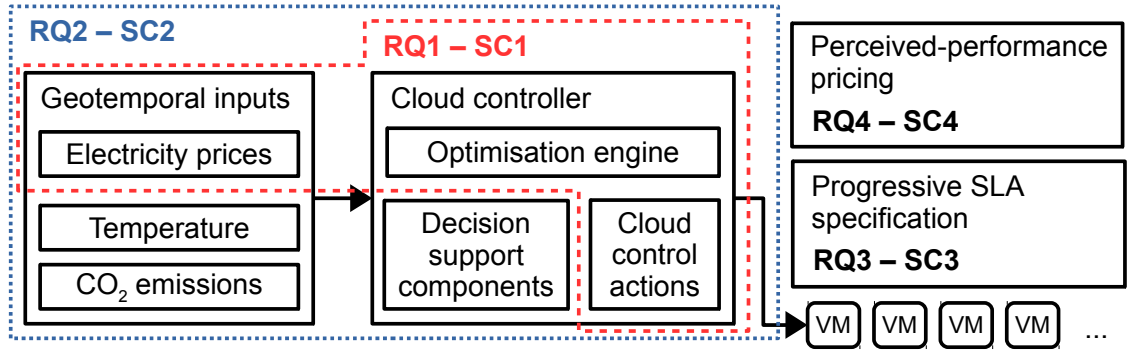 RQ2 – SC2
RQ1 – SC1
Geotemporal inputs
Electricity prices
Temperature
CO₂ emissions
Cloud controller
Optimisation engine
Decision
support
components
Cloud
control
actions
Perceived-performance
pricing
RQ4 – SC4
Progressive SLA
specification
RQ3 – SC3
VM VM VM VM ...